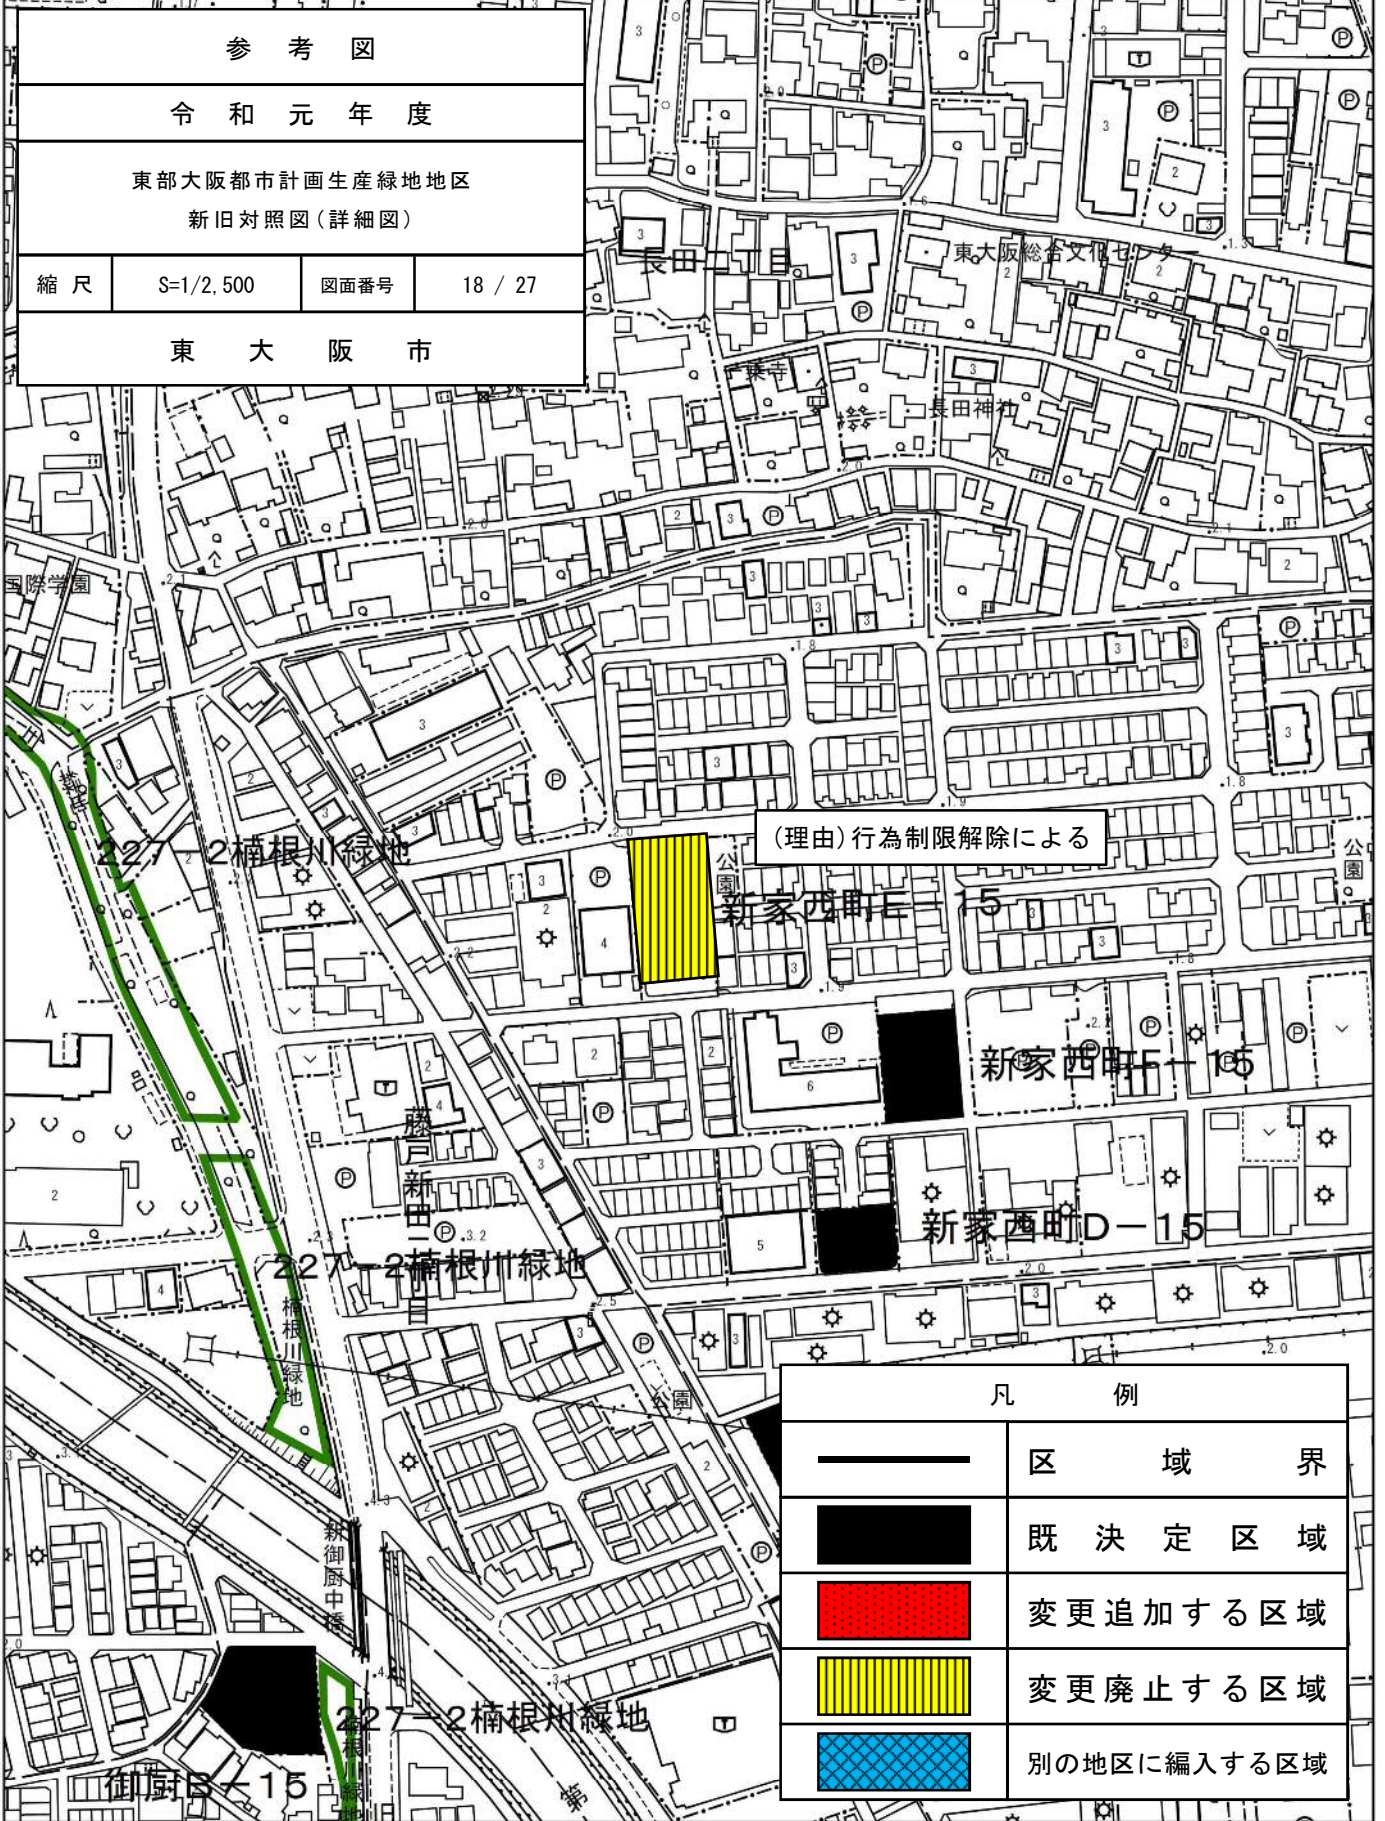 参考図
令和元年度
東部大阪都市計画生産緑地地区
新旧対照図(詳細図)
縮尺 S=1/2,500 図面番号 18 / 27
東大阪市
長田二丁目
東大阪総合文化センター
長田神社
国際学園
(理由)行為制限解除による
公園
公園
新家西町E-15
227-2楠根川緑地
新家西町F-15
藤戸新田二丁目
新家西町D-15
227-2楠根川緑地
楠根川緑地
公園
新御厨中橋
227-2楠根川緑地
御厨B-15
第
凡例
区域界
既決定区域
変更追加する区域
変更廃止する区域
別の地区に編入する区域